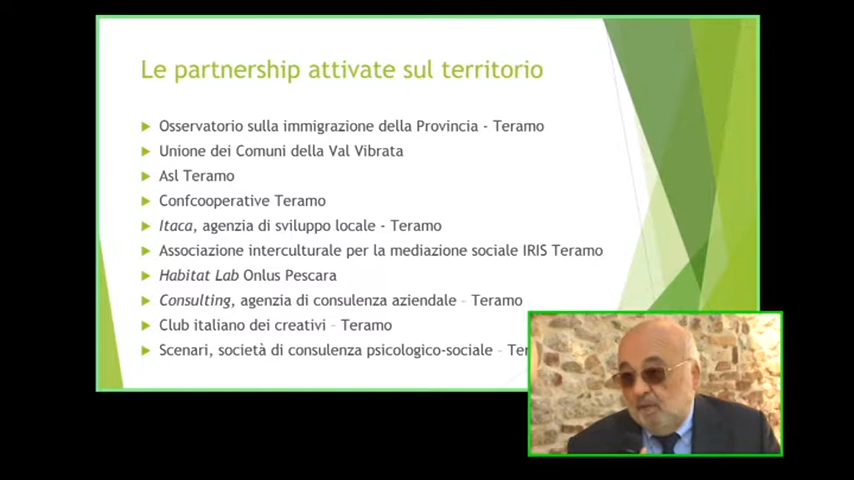 Le partnership attivate sul territorio
Osservatorio sulla immigrazione della Provincia - Teramo
Unione dei Comuni della Val Vibrata
Asl Teramo
Confcooperative Teramo
Itaca, agenzia di sviluppo locale - Teramo
Associazione interculturale per la mediazione sociale IRIS Teramo
Habitat Lab Onlus Pescara
Consulting, agenzia di consulenza aziendale – Teramo
Club italiano dei creativi – Teramo
Scenari, società di consulenza psicologico-sociale –